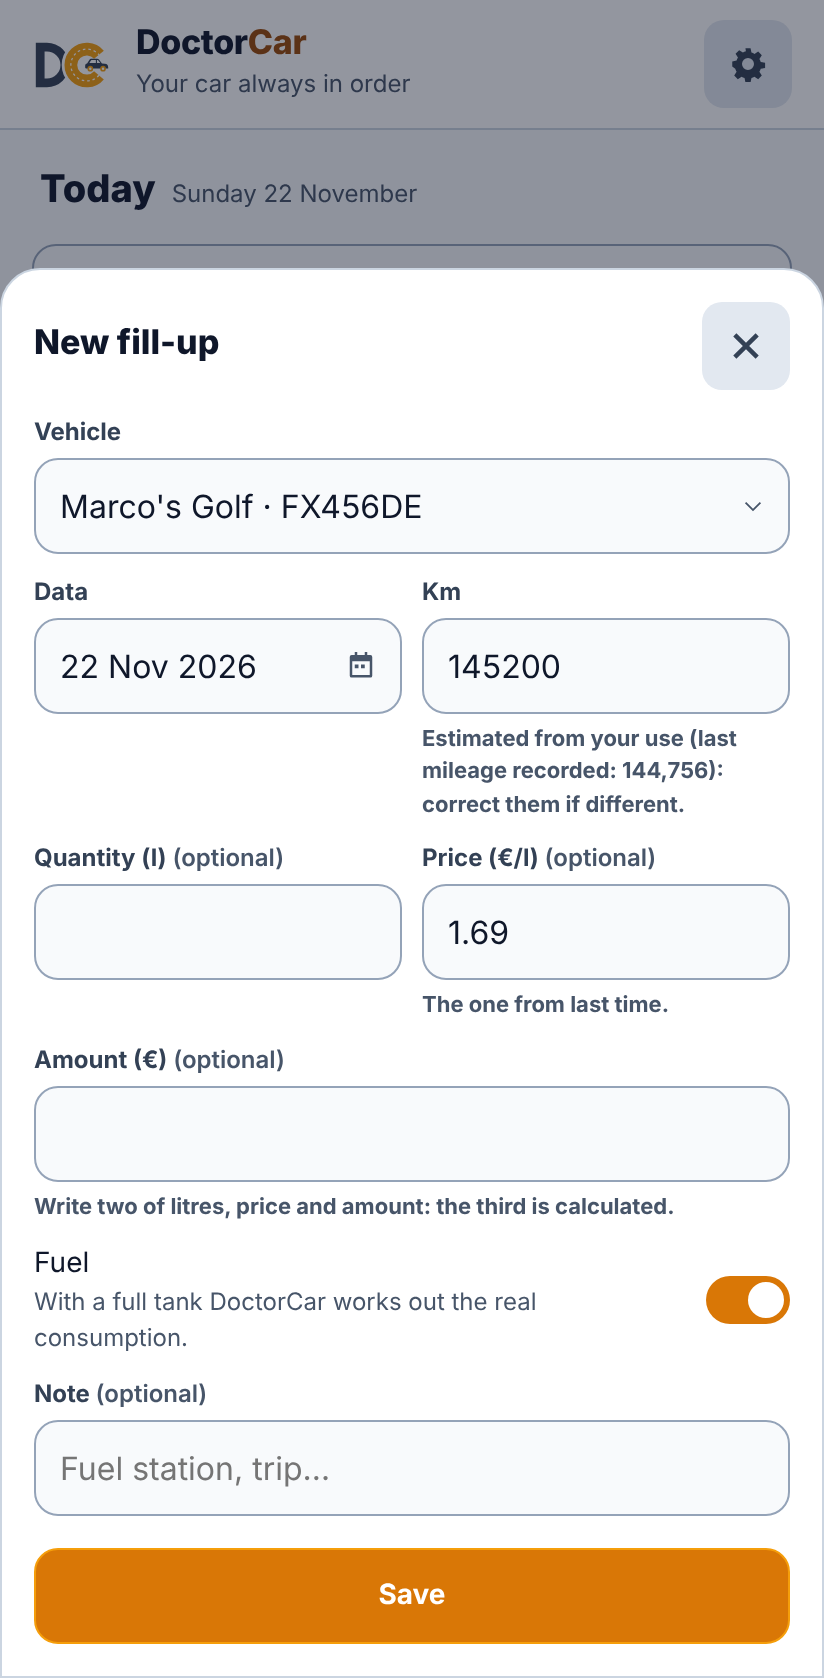 DC
DoctorCar
Your car always in order
Today Sunday 22 November
New fill-up
Vehicle
Marco's Golf · FX456DE
Data
Km
22 Nov 2026
145200
Estimated from your use (last
mileage recorded: 144,756):
correct them if different.
Quantity (l) (optional)
Price (€/l) (optional)
1.69
The one from last time.
Amount (€) (optional)
Write two of litres, price and amount: the third is calculated.
Fuel
With a full tank DoctorCar works out the real
consumption.
Note (optional)
Fuel station, trip...
Save